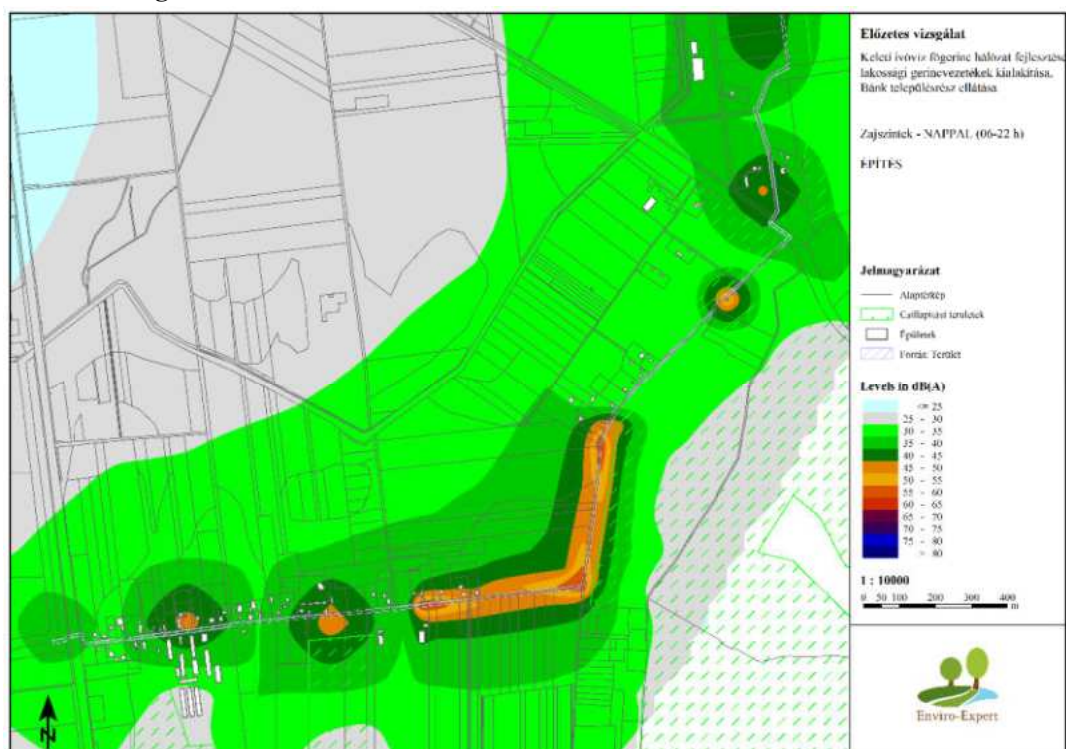 Előzetes vizsgálat
Keleti ivóvíz főgerinc hálózat fejlesztése,
lakossági gerincvezetékek kialakítása,
Bánk településrész ellátása
Zajszintek - NAPPAL (06-22 h)
ÉPÍTÉS
Jelmagyarázat
Alaptérkép
Csillapítási területek
Épületek
Forrás: Terület
Levels in dB(A)
<= 25
25 - 30
30 - 35
35 - 40
40 - 45
45 - 50
50 - 55
55 - 60
60 - 65
65 - 70
70 - 75
75 - 80
> 80
1 : 10000
0 50 100 200 300 400
m
Enviro-Expert
N